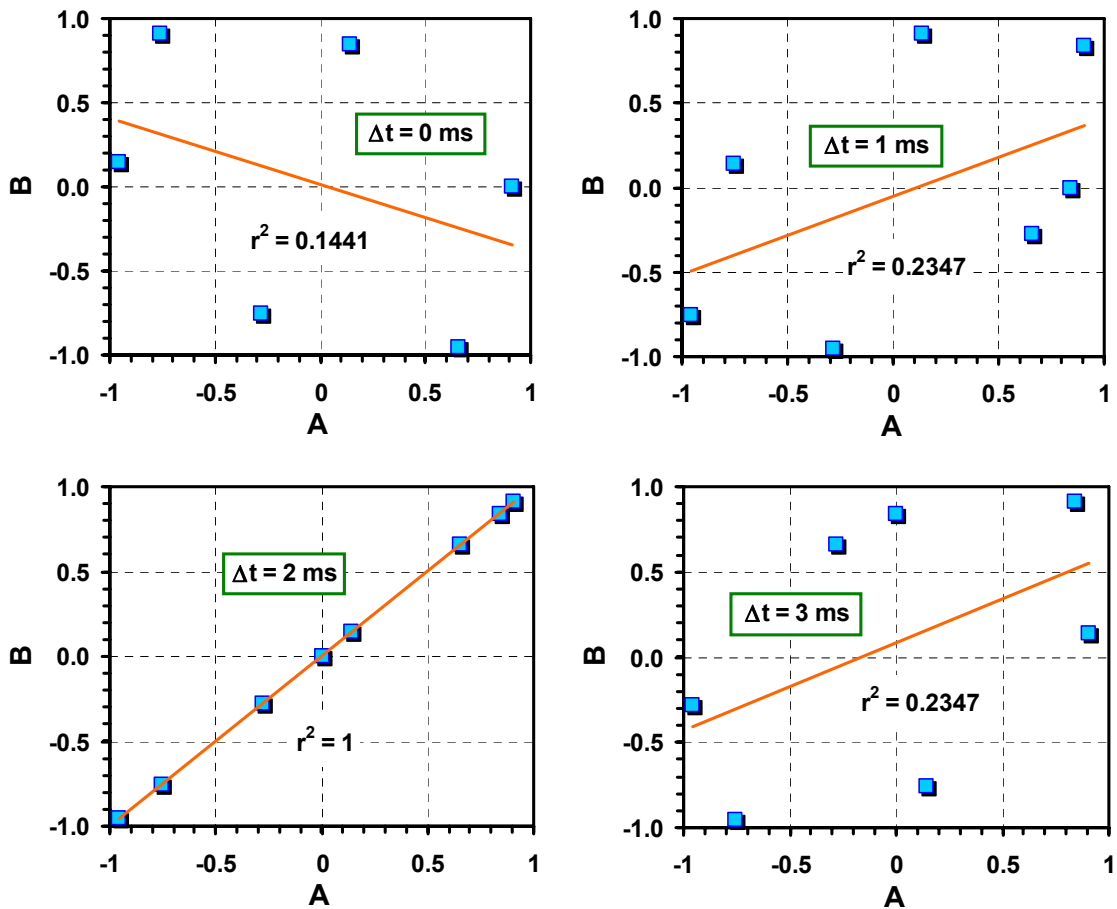 1.0
0.5
0.0
-0.5
-1.0
B
-1
-0.5
0
0.5
1
A
Δt = 0 ms
r² = 0.1441
1.0
0.5
0.0
-0.5
-1.0
B
-1
-0.5
0
0.5
1
A
Δt = 1 ms
r² = 0.2347
1.0
0.5
0.0
-0.5
-1.0
B
-1
-0.5
0
0.5
1
A
Δt = 2 ms
r² = 1
1.0
0.5
0.0
-0.5
-1.0
B
-1
-0.5
0
0.5
1
A
Δt = 3 ms
r² = 0.2347